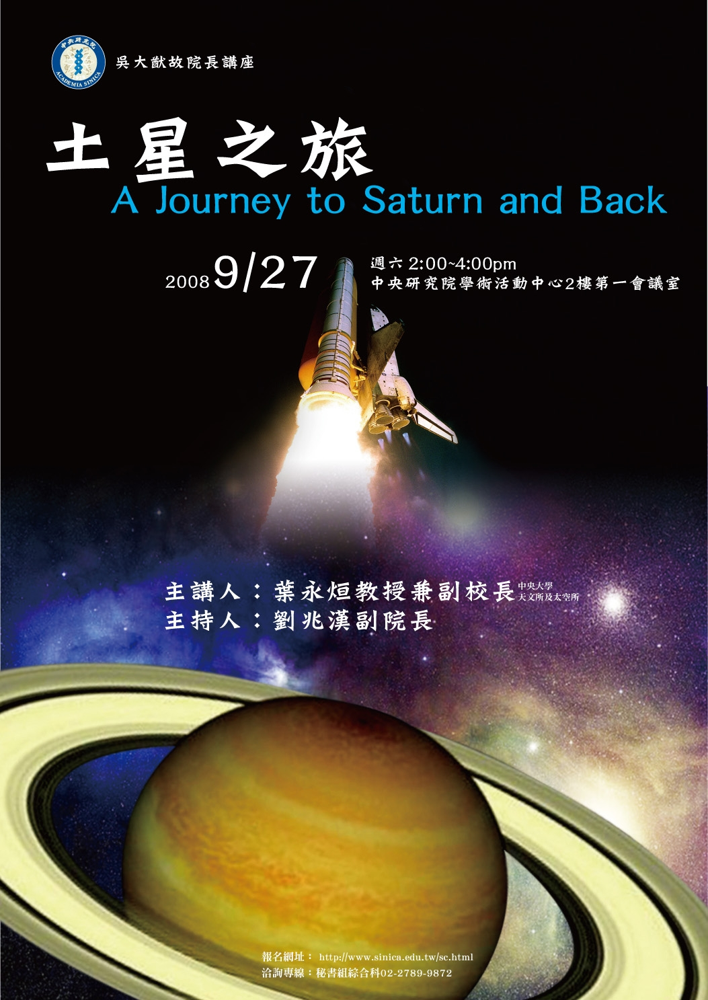 中央研究院
ACADEMIA SINICA
吳大猷故院長講座
土星之旅
A Journey to Saturn and Back
2008 9/27
週六 2:00~4:00pm
中央研究院學術活動中心2樓第一會議室
主講人：葉永烜教授兼副校長 中央大學
天文所及太空所
主持人：劉兆漢副院長
報名網址： http://www.sinica.edu.tw/sc.html
洽詢專線：秘書組綜合科02-2789-9872